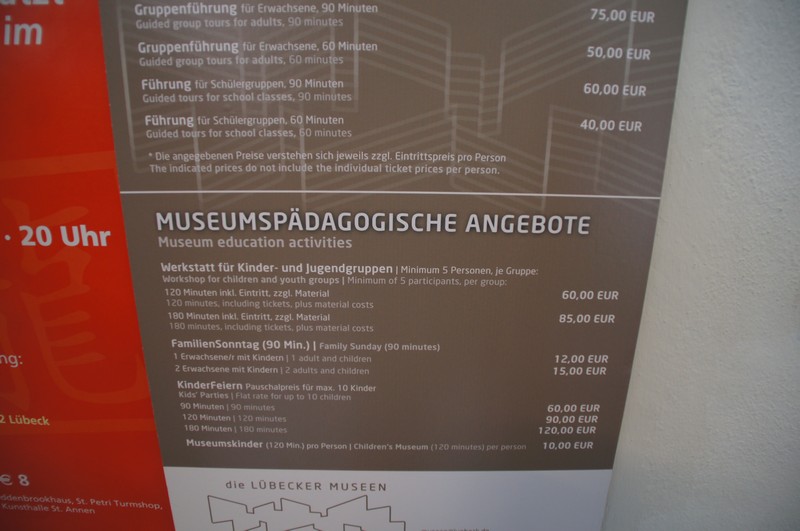 im
· 20 Uhr
ng:
2 Lübeck
€ 8
ddenbrookhaus, St. Petri Turmshop,
Kunsthalle St. Annen
Gruppenführung für Erwachsene, 90 Minuten
Guided group tours for adults, 90 minutes
75,00 EUR
Gruppenführung für Erwachsene, 60 Minuten
Guided group tours for adults, 60 minutes
50,00 EUR
Führung für Schülergruppen, 90 Minuten
Guided tours for school classes, 90 minutes
60,00 EUR
Führung für Schülergruppen, 60 Minuten
Guided tours for school classes, 60 minutes
40,00 EUR
* Die angegebenen Preise verstehen sich jeweils zzgl. Eintrittspreis pro Person
The indicated prices do not include the individual ticket prices per person.
MUSEUMSPÄDAGOGISCHE ANGEBOTE
Museum education activities
Werkstatt für Kinder- und Jugendgruppen | Minimum 5 Personen, je Gruppe:
Workshop for children and youth groups | Minimum of 5 participants, per group:
120 Minuten inkl. Eintritt, zzgl. Material
120 minutes, including tickets, plus material costs
60,00 EUR
180 Minuten inkl. Eintritt, zzgl. Material
180 minutes, including tickets, plus material costs
85,00 EUR
FamilienSonntag (90 Min.) | Family Sunday (90 minutes)
1 Erwachsene/r mit Kindern | 1 adult and children 12,00 EUR
2 Erwachsene mit Kindern | 2 adults and children 15,00 EUR
KinderFeiern Pauschalpreis für max. 10 Kinder
Kids' Parties | Flat rate for up to 10 children
90 Minuten | 90 minutes 60,00 EUR
120 Minuten | 120 minutes 90,00 EUR
180 Minuten | 180 minutes 120,00 EUR
Museumskinder (120 Min.) pro Person | Children's Museum (120 minutes) per person 10,00 EUR
die LÜBECKER MUSEEN